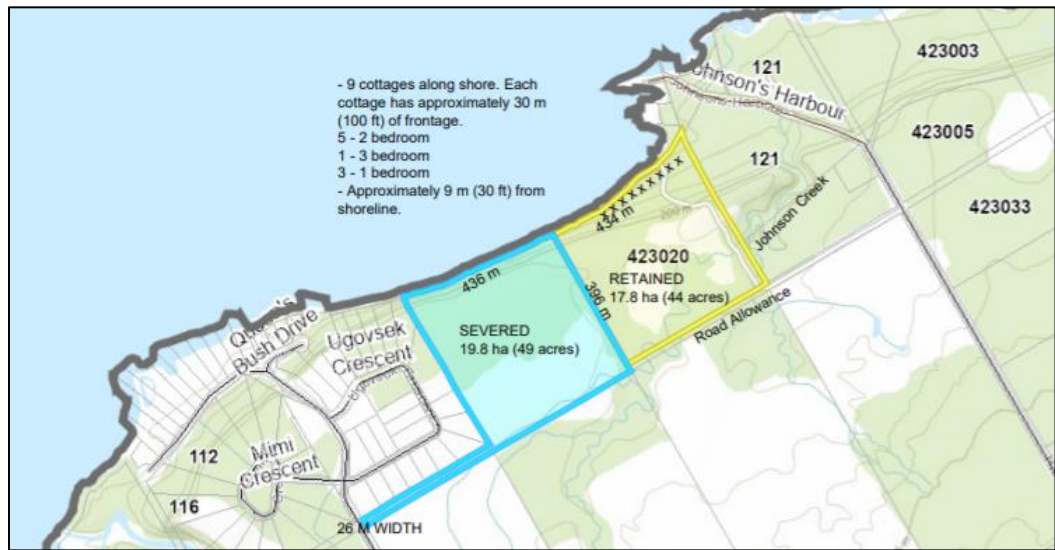 - 9 cottages along shore. Each
cottage has approximately 30 m
(100 ft) of frontage.
5 - 2 bedroom
1 - 3 bedroom
3 - 1 bedroom
- Approximately 9 m (30 ft) from
shoreline.
121
423003
Johnson's Harbour
423005
121
423033
xxxxxxxxx
434 m
200 m
Johnson Creek
423020
RETAINED
17.8 ha (44 acres)
436 m
396 m
SEVERED
19.8 ha (49 acres)
Road Allowance
Bush Drive
Ugovsek
Crescent
Mimi
Crescent
112
116
26 M WIDTH